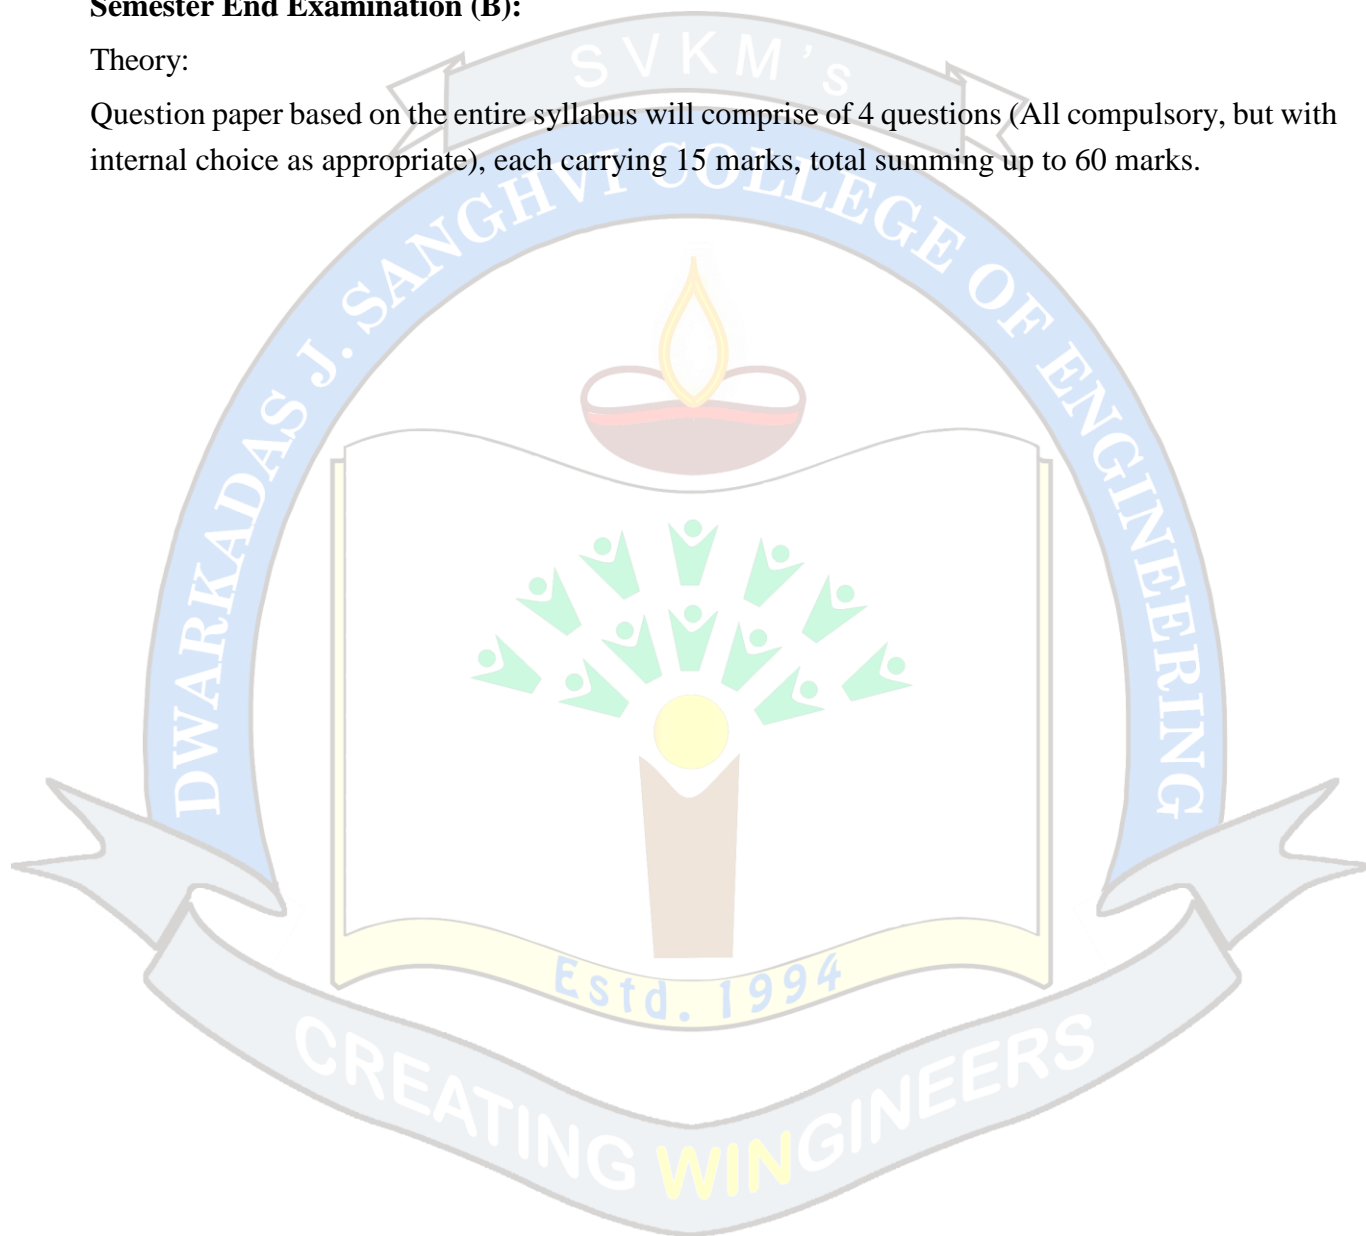 Semester End Examination (B):
Theory:
Question paper based on the entire syllabus will comprise of 4 questions (All compulsory, but with
internal choice as appropriate), each carrying 15 marks, total summing up to 60 marks.
SVKM's
DWARKADAS J. SANGHVI COLLEGE OF ENGINEERING
Estd. 1994
CREATING WINGINEERS